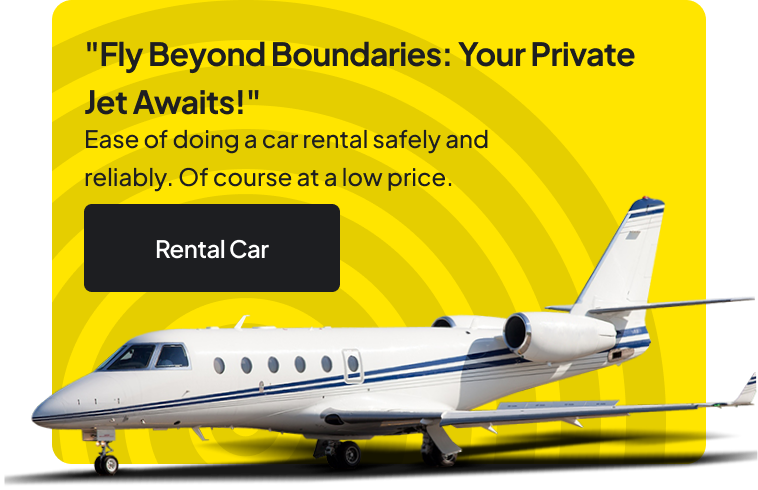 "Fly Beyond Boundaries: Your Private
Jet Awaits!"
Ease of doing a car rental safely and
reliably. Of course at a low price.
Rental Car